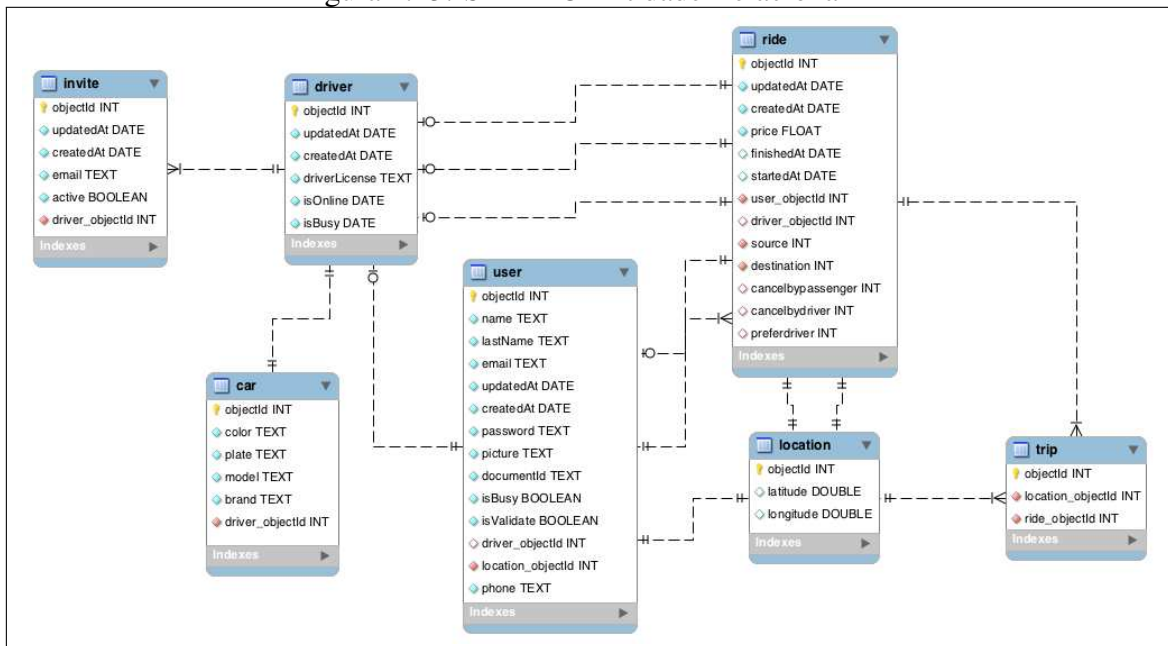 invite
objectId INT
updatedAt DATE
createdAt DATE
email TEXT
active BOOLEAN
driver_objectId INT
Indexes
driver
objectId INT
updatedAt DATE
createdAt DATE
driverLicense TEXT
isOnline DATE
isBusy DATE
Indexes
ride
objectId INT
updatedAt DATE
createdAt DATE
price FLOAT
finishedAt DATE
startedAt DATE
user_objectId INT
driver_objectId INT
source INT
destination INT
cancelbypassenger INT
cancelbydriver INT
preferdriver INT
Indexes
user
objectId INT
name TEXT
lastName TEXT
email TEXT
updatedAt DATE
createdAt DATE
password TEXT
picture TEXT
documentId TEXT
isBusy BOOLEAN
isValidate BOOLEAN
driver_objectId INT
location_objectId INT
phone TEXT
Indexes
car
objectId INT
color TEXT
plate TEXT
model TEXT
brand TEXT
driver_objectId INT
Indexes
location
objectId INT
latitude DOUBLE
longitude DOUBLE
Indexes
trip
objectId INT
location_objectId INT
ride_objectId INT
Indexes